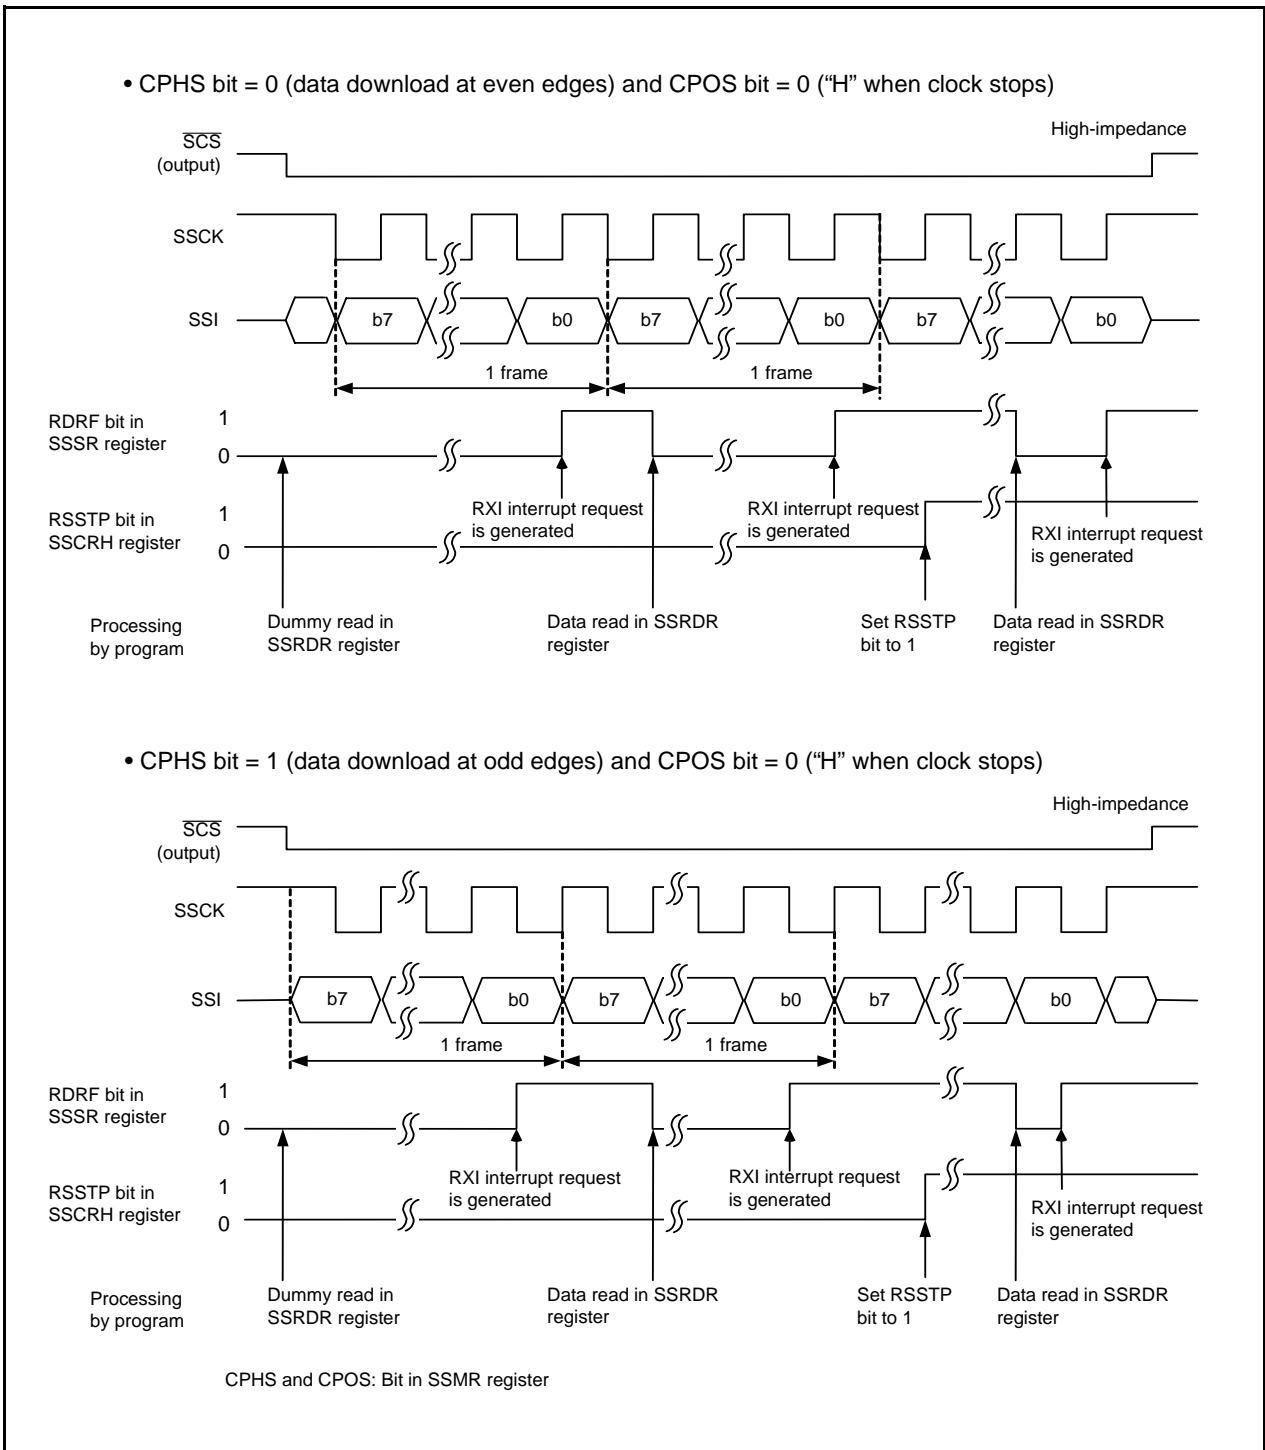 • CPHS bit = 0 (data download at even edges) and CPOS bit = 0 (“H” when clock stops)
High-impedance
SCS
(output)
SSCK
SSI
b7
b0
b7
b0
b7
b0
1 frame
1 frame
RDRF bit in
SSSR register
1
0
RXI interrupt request
is generated
RXI interrupt request
is generated
RXI interrupt request
is generated
RSSTP bit in
SSCRH register
1
0
Processing
by program
Dummy read in
SSRDR register
Data read in SSRDR
register
Set RSSTP
bit to 1
Data read in SSRDR
register
• CPHS bit = 1 (data download at odd edges) and CPOS bit = 0 (“H” when clock stops)
High-impedance
SCS
(output)
SSCK
SSI
b7
b0
b7
b0
b7
b0
1 frame
1 frame
RDRF bit in
SSSR register
1
0
RXI interrupt request
is generated
RXI interrupt request
is generated
RXI interrupt request
is generated
RSSTP bit in
SSCRH register
1
0
Processing
by program
Dummy read in
SSRDR register
Data read in SSRDR
register
Set RSSTP
bit to 1
Data read in SSRDR
register
CPHS and CPOS: Bit in SSMR register